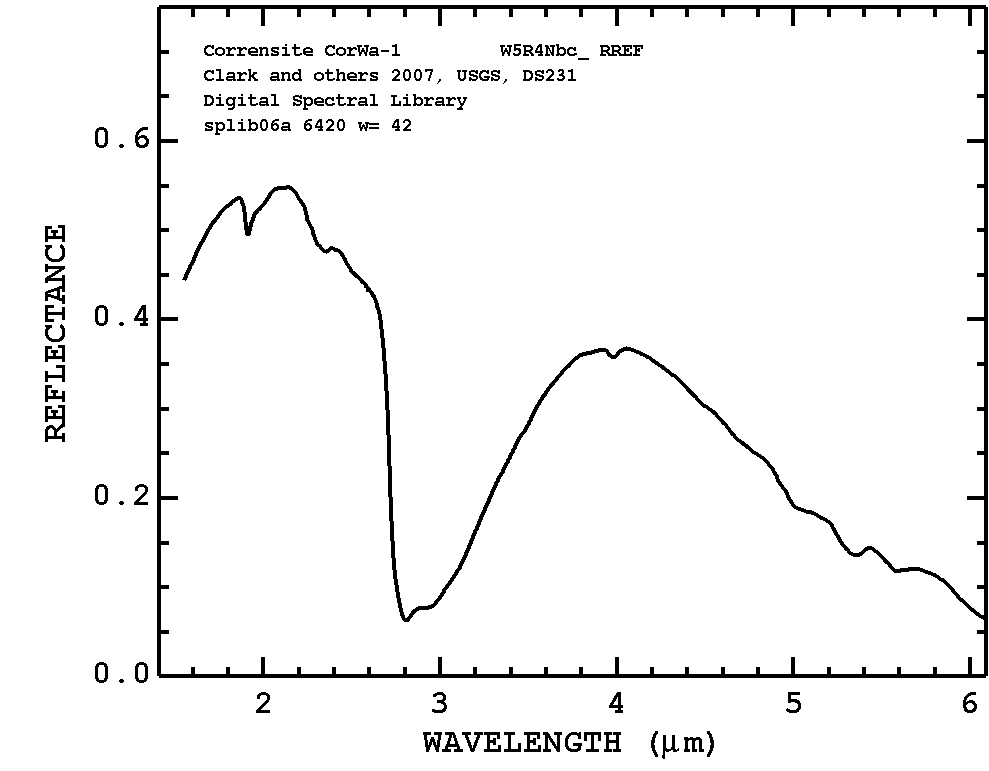 Corrensite CorWa-1 W5R4Nbc_ RREF
Clark and others 2007, USGS, DS231
Digital Spectral Library
splib06a 6420 w= 42
0.6
0.4
0.2
0.0
REFLECTANCE
2 3 4 5 6
WAVELENGTH (μm)